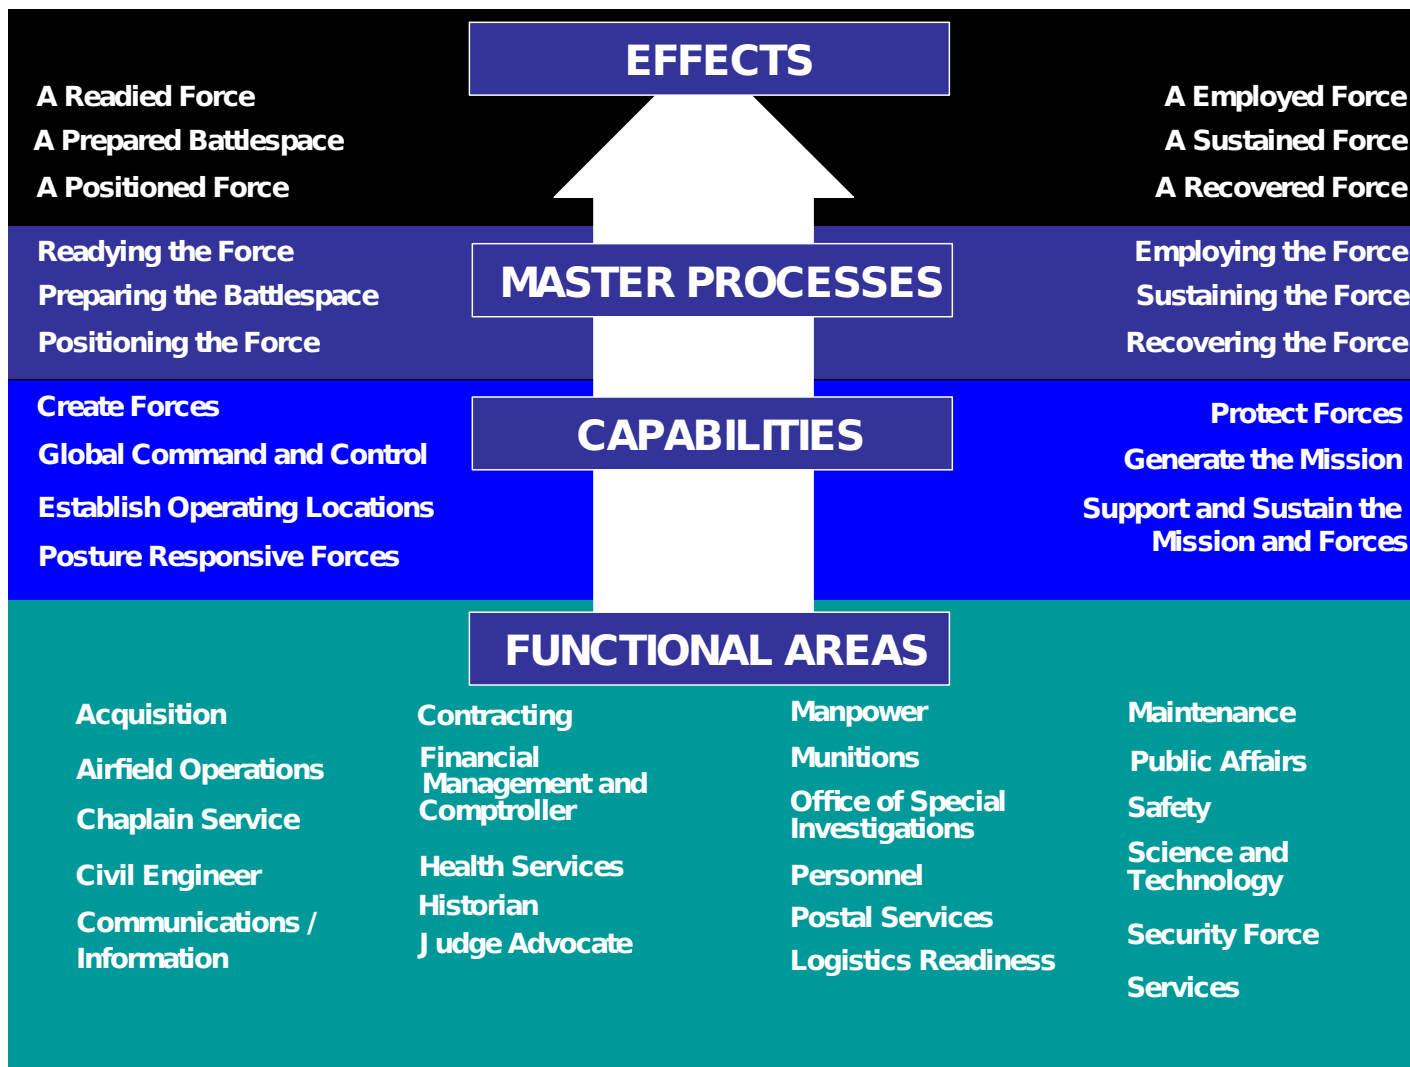 EFFECTS
A Readied Force
A Prepared Battlespace
A Positioned Force
A Employed Force
A Sustained Force
A Recovered Force
MASTER PROCESSES
Readying the Force
Preparing the Battlespace
Positioning the Force
Employing the Force
Sustaining the Force
Recovering the Force
CAPABILITIES
Create Forces
Global Command and Control
Establish Operating Locations
Posture Responsive Forces
Protect Forces
Generate the Mission
Support and Sustain the
Mission and Forces
FUNCTIONAL AREAS
Acquisition
Airfield Operations
Chaplain Service
Civil Engineer
Communications /
Information
Contracting
Financial
Management and
Comptroller
Health Services
Historian
Judge Advocate
Manpower
Munitions
Office of Special
Investigations
Personnel
Postal Services
Logistics Readiness
Maintenance
Public Affairs
Safety
Science and
Technology
Security Force
Services